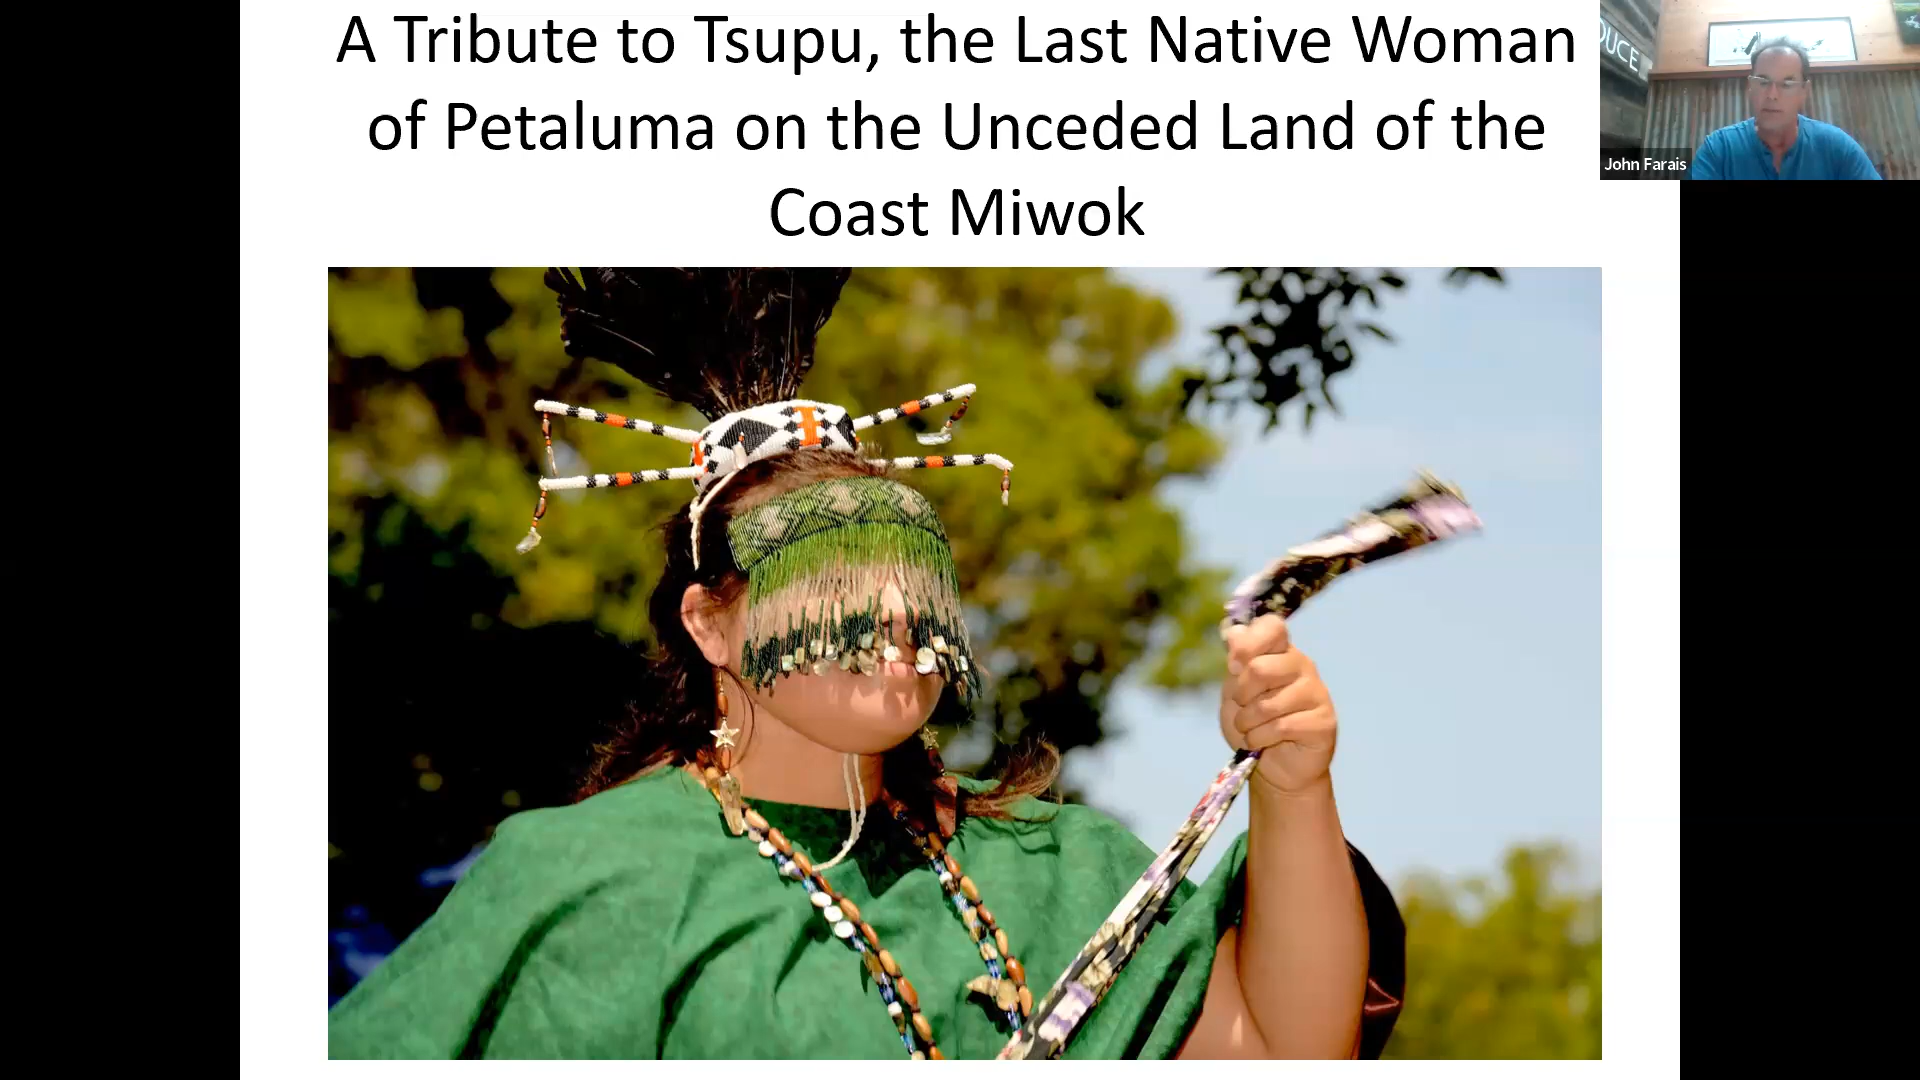 A Tribute to Tsupu, the Last Native Woman
of Petaluma on the Unceded Land of the
Coast Miwok
DUCE
John Farais